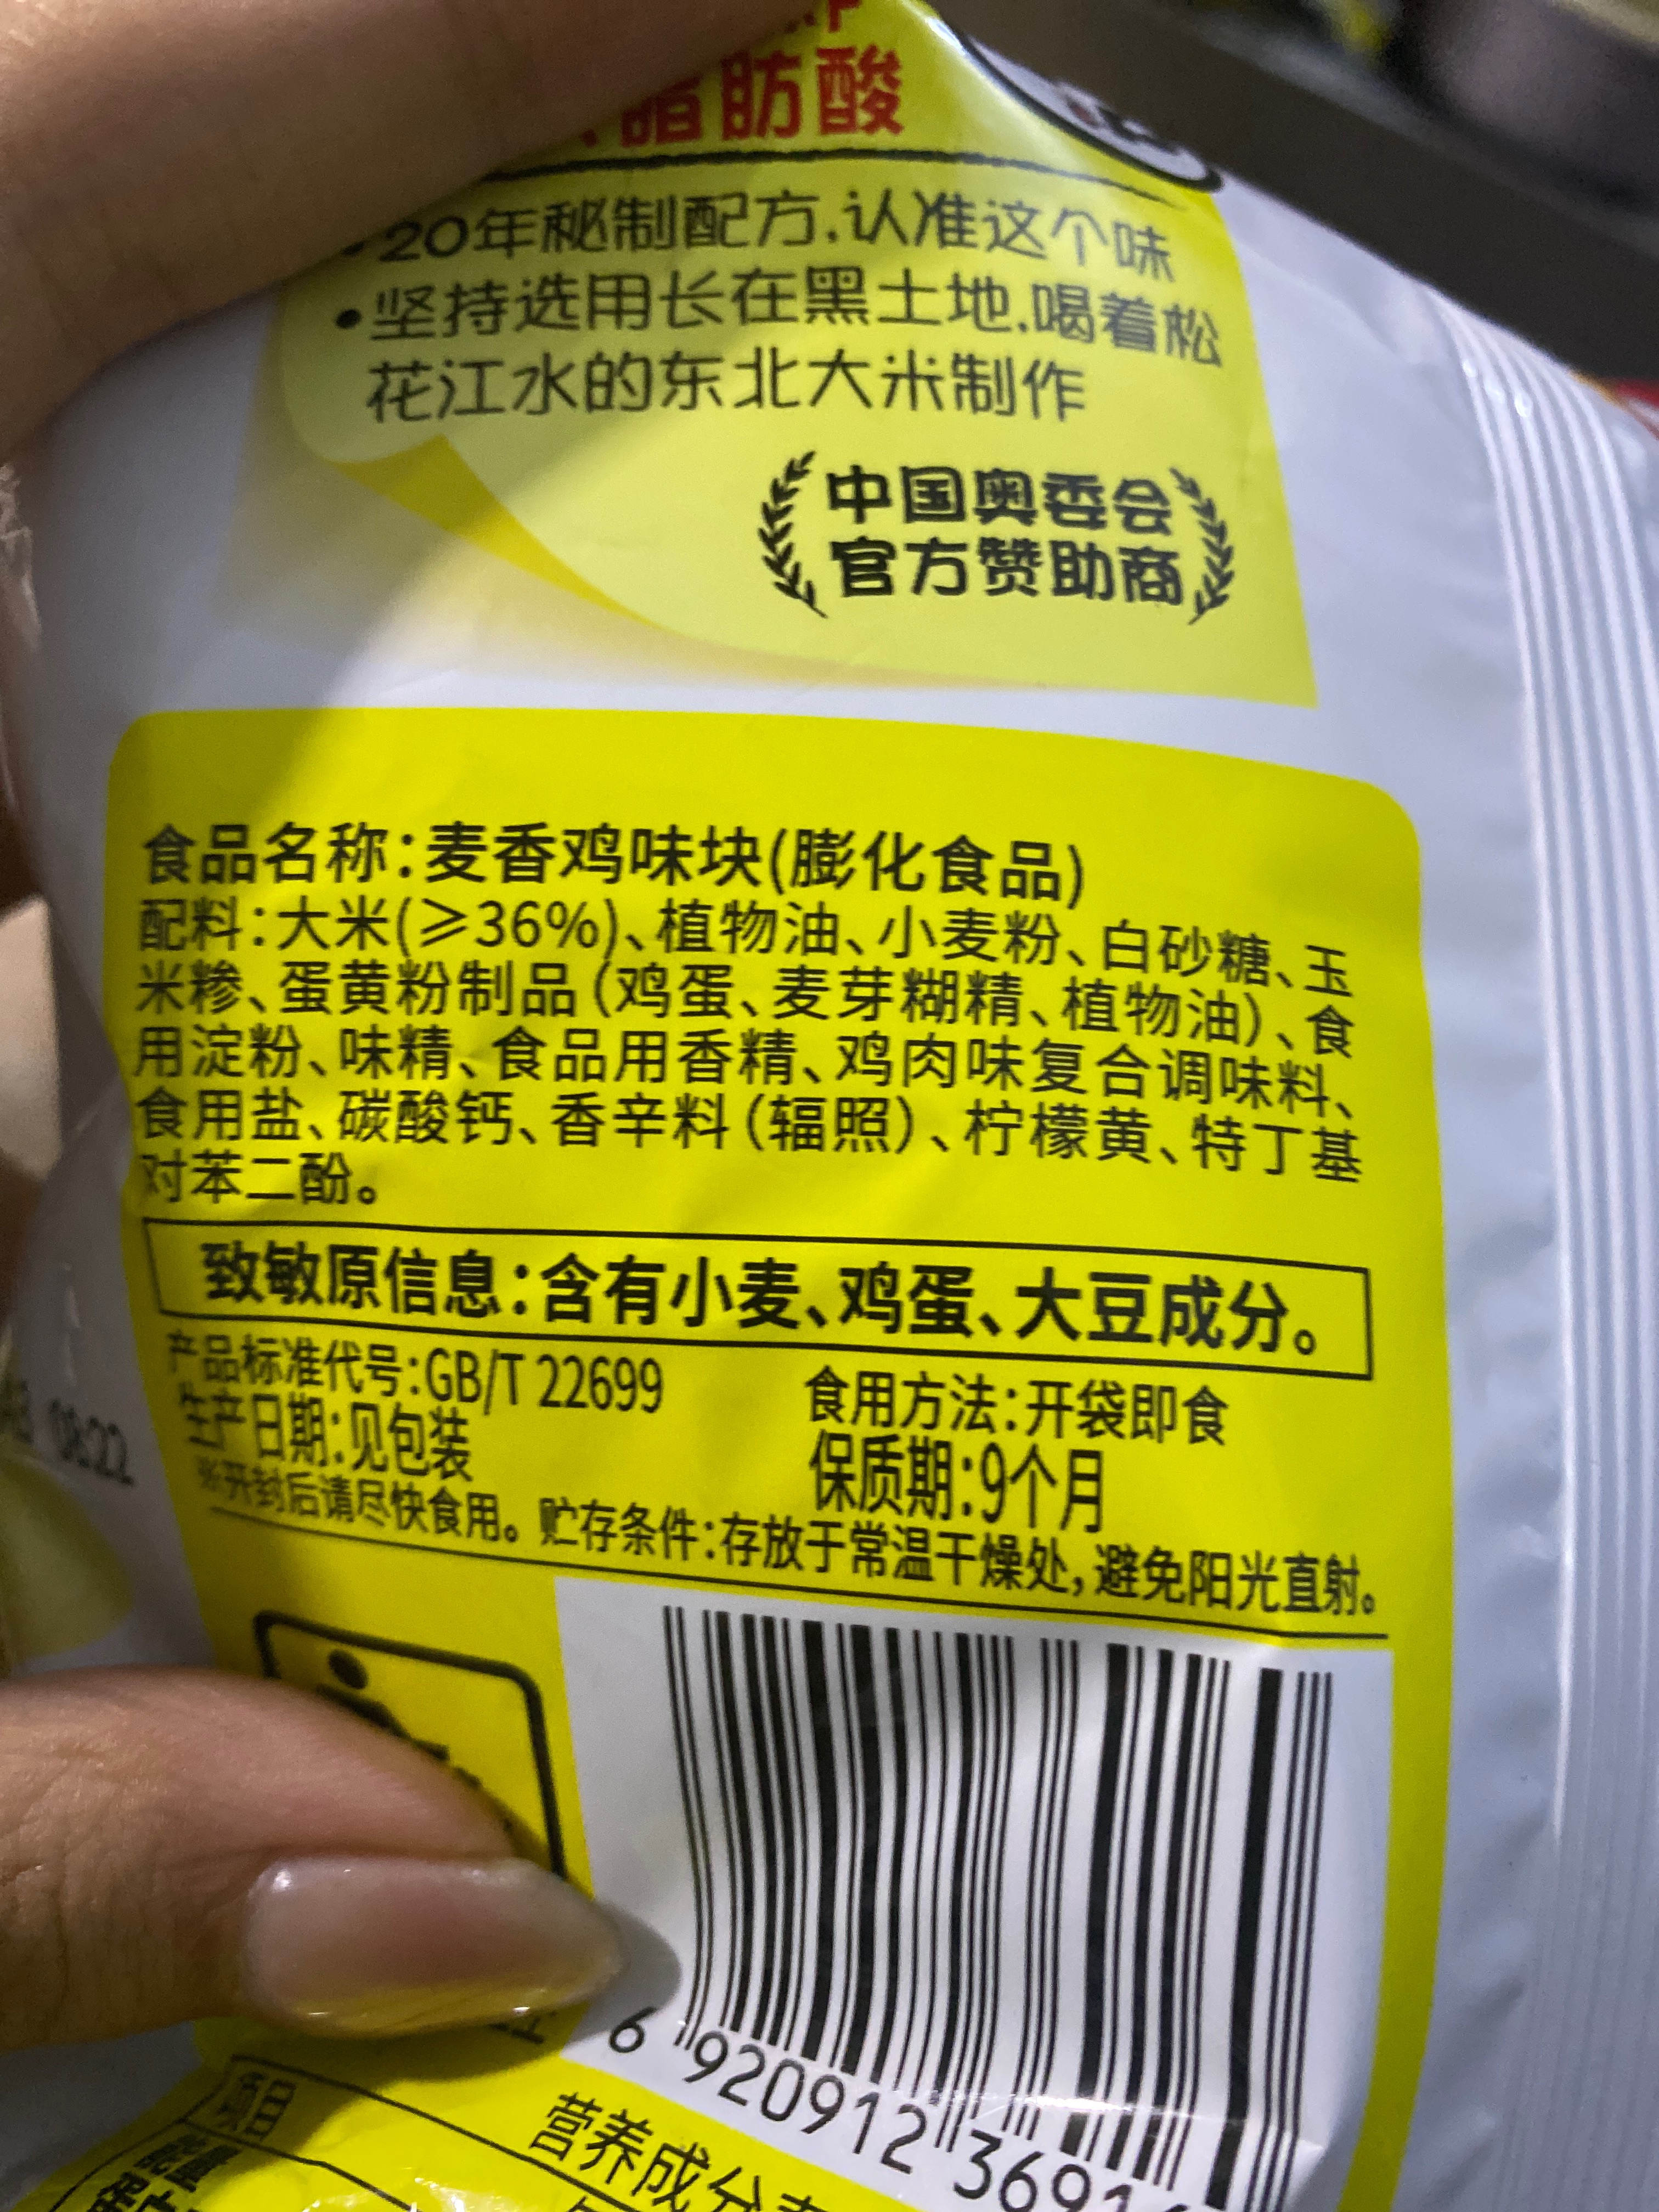 脂肪酸
20年秘制配方.认准这个味
•坚持选用长在黑土地.喝着松
花江水的东北大米制作
中国奥委会
官方赞助商
食品名称:麦香鸡味块(膨化食品)
配料:大米(≥36%)、植物油、小麦粉、白砂糖、玉
米糁、蛋黄粉制品(鸡蛋、麦芽糊精、植物油)、食
用淀粉、味精、食品用香精、鸡肉味复合调味料、
食用盐、碳酸钙、香辛料(辐照)、柠檬黄、特丁基
对苯二酚。
致敏原信息:含有小麦、鸡蛋、大豆成分。
产品标准代号:GB/T 22699
食用方法:开袋即食
生产日期:见包装
保质期:9个月
※开封后请尽快食用。贮存条件:存放于常温干燥处,避免阳光直射。
0822
6 920912 3691
营养成分
项目
能量